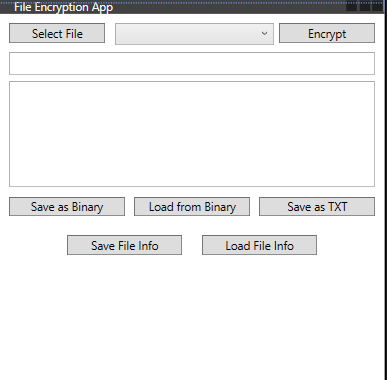 File Encryption App
Select File
Encrypt
Save as Binary
Load from Binary
Save as TXT
Save File Info
Load File Info